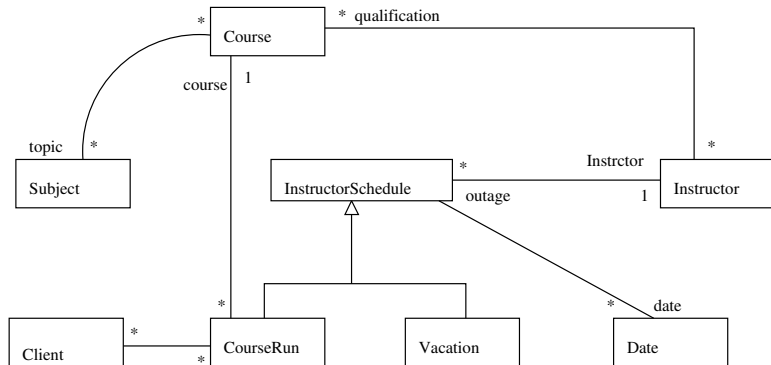 * * qualification
Course
course 1
topic * Instrctor *
*
Subject InstructorSchedule outage 1 Instructor
* * date
*
Client * CourseRun Vacation Date